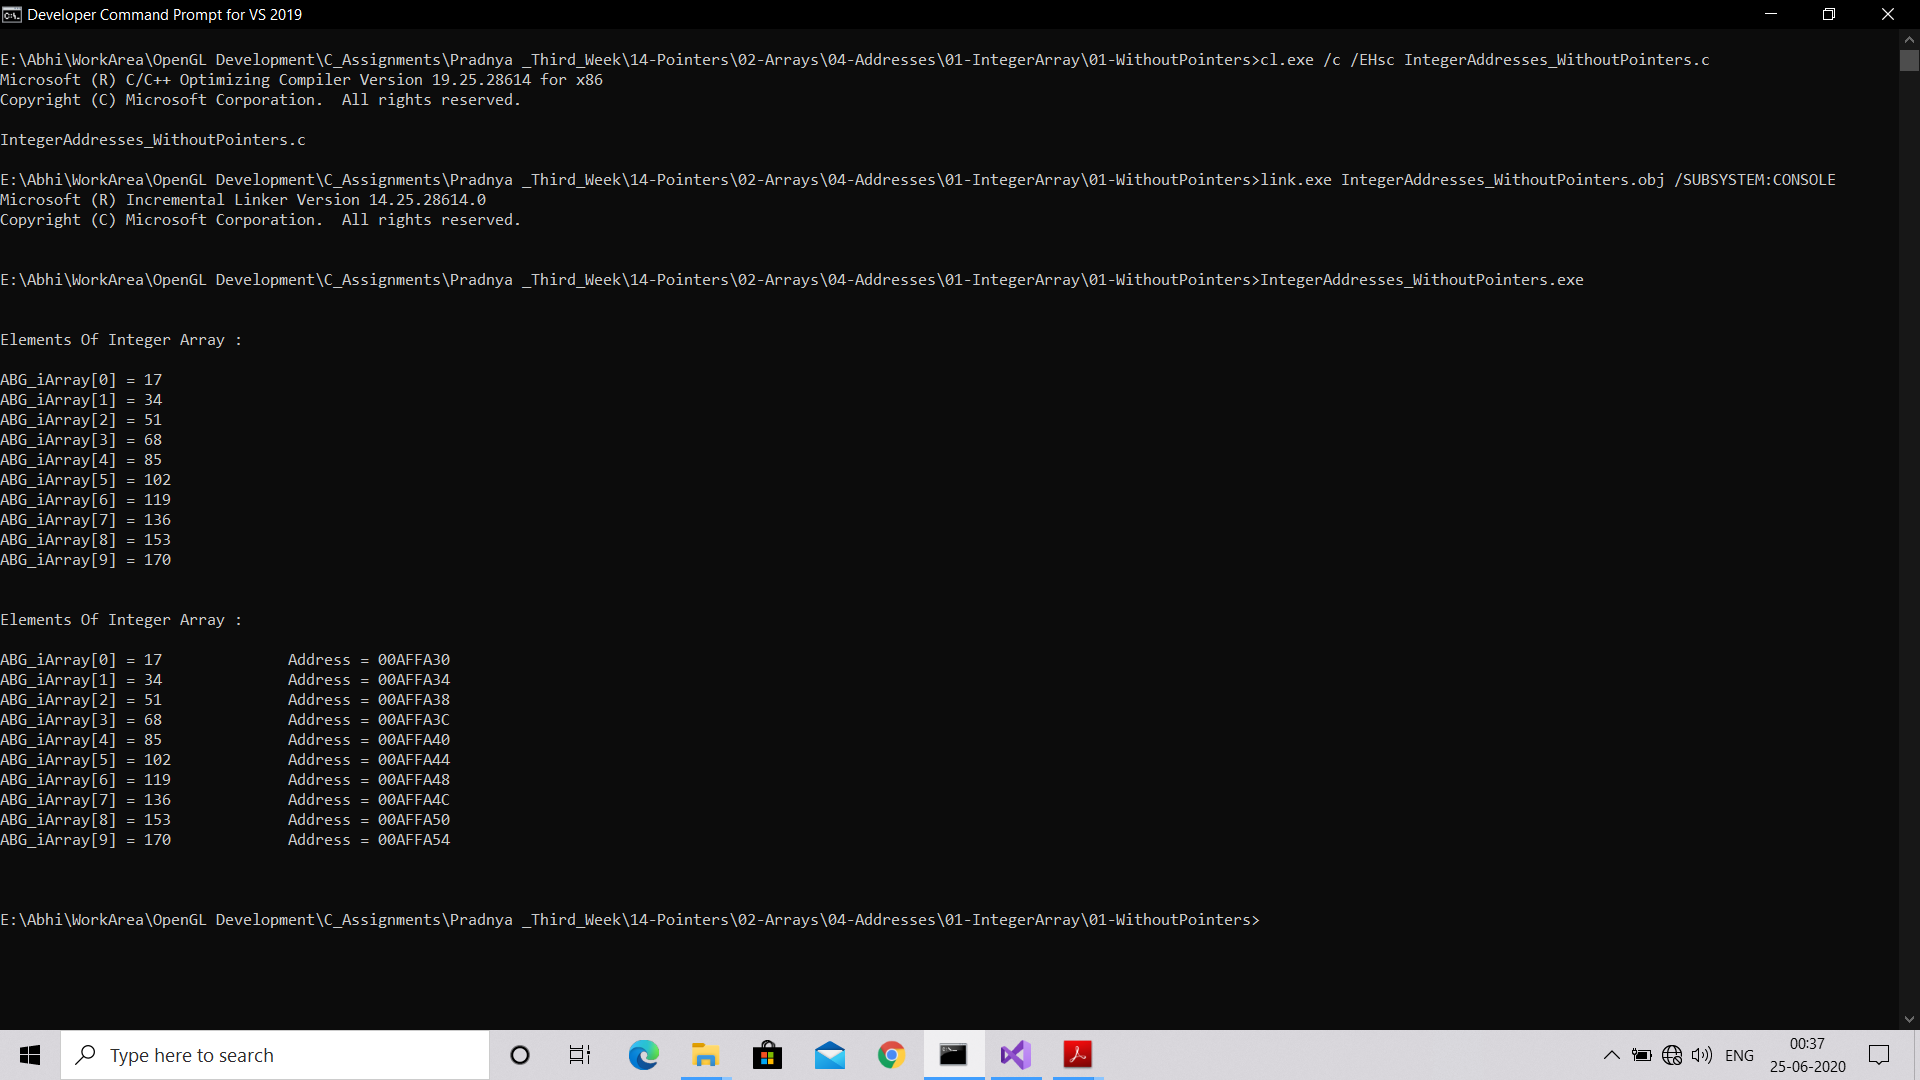 Developer Command Prompt for VS 2019
E:\Abhi\WorkArea\OpenGL Development\C_Assignments\Pradnya _Third_Week\14-Pointers\02-Arrays\04-Addresses\01-IntegerArray\01-WithoutPointers>cl.exe /c /EHsc IntegerAddresses_WithoutPointers.c
Microsoft (R) C/C++ Optimizing Compiler Version 19.25.28614 for x86
Copyright (C) Microsoft Corporation.  All rights reserved.
IntegerAddresses_WithoutPointers.c
E:\Abhi\WorkArea\OpenGL Development\C_Assignments\Pradnya _Third_Week\14-Pointers\02-Arrays\04-Addresses\01-IntegerArray\01-WithoutPointers>link.exe IntegerAddresses_WithoutPointers.obj /SUBSYSTEM:CONSOLE
Microsoft (R) Incremental Linker Version 14.25.28614.0
Copyright (C) Microsoft Corporation.  All rights reserved.
E:\Abhi\WorkArea\OpenGL Development\C_Assignments\Pradnya _Third_Week\14-Pointers\02-Arrays\04-Addresses\01-IntegerArray\01-WithoutPointers>IntegerAddresses_WithoutPointers.exe
Elements Of Integer Array :
ABG_iArray[0] = 17
ABG_iArray[1] = 34
ABG_iArray[2] = 51
ABG_iArray[3] = 68
ABG_iArray[4] = 85
ABG_iArray[5] = 102
ABG_iArray[6] = 119
ABG_iArray[7] = 136
ABG_iArray[8] = 153
ABG_iArray[9] = 170
Elements Of Integer Array :
ABG_iArray[0] = 17 Address = 00AFFA30
ABG_iArray[1] = 34 Address = 00AFFA34
ABG_iArray[2] = 51 Address = 00AFFA38
ABG_iArray[3] = 68 Address = 00AFFA3C
ABG_iArray[4] = 85 Address = 00AFFA40
ABG_iArray[5] = 102 Address = 00AFFA44
ABG_iArray[6] = 119 Address = 00AFFA48
ABG_iArray[7] = 136 Address = 00AFFA4C
ABG_iArray[8] = 153 Address = 00AFFA50
ABG_iArray[9] = 170 Address = 00AFFA54
E:\Abhi\WorkArea\OpenGL Development\C_Assignments\Pradnya _Third_Week\14-Pointers\02-Arrays\04-Addresses\01-IntegerArray\01-WithoutPointers>
Type here to search
ENG
00:37
25-06-2020